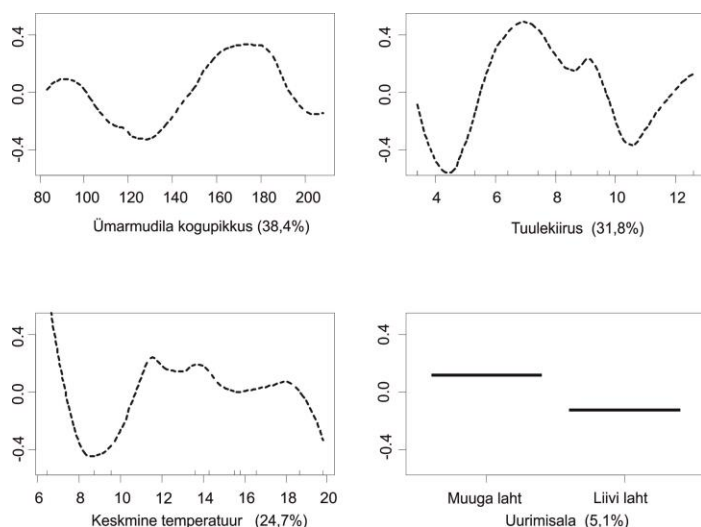 0.4
0.0
-0.4
80 100 120 140 160 180 200
Ümarmudila kogupikkus (38,4%)
0.4
0.0
-0.4
4 6 8 10 12
Tuulekiirus (31,8%)
0.4
0.0
-0.4
6 8 10 12 14 16 18 20
Keskmine temperatuur (24,7%)
0.4
0.0
-0.4
Muuga laht Liivi laht
Uurimisala (5,1%)